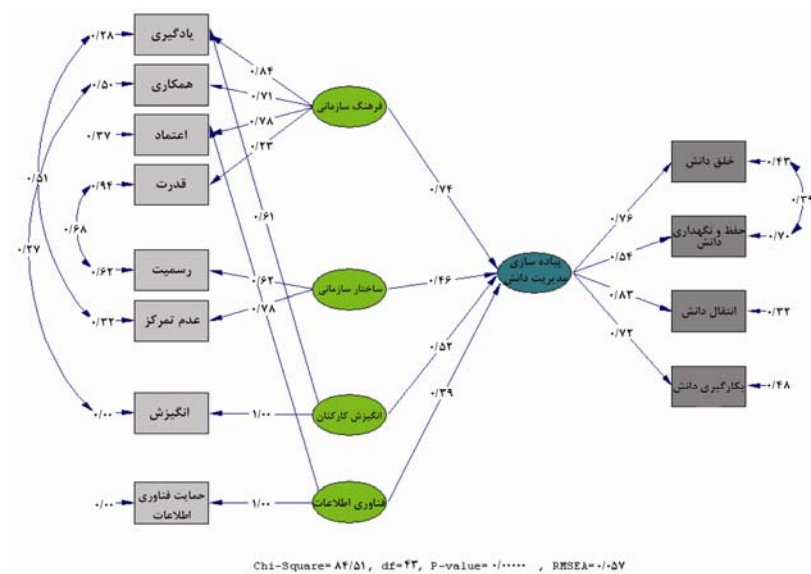 ۰/۲۸
یادگیری
۰/۸۴
۰/۵۰
همکاری
۰/۷۱
فرهنگ سازمانی
۰/۳۷
اعتماد
۰/۷۸
۰/۲۳
۰/۹۴
قدرت
۰/۵۱
۰/۲۷
۰/۶۸
۰/۶۱
۰/۷۴
۰/۶۲
رسمیت
۰/۶۲
ساختار سازمانی
۰/۴۶
۰/۳۲
عدم تمرکز
۰/۷۸
پیاده سازی
مدیریت دانش
۰/۷۶
خلق دانش
۰/۴۳
۰/۵۴
حفظ و نگهداری
دانش
۰/۷۰
۰/۸۳
انتقال دانش
۰/۳۲
۰/۷۲
بکارگیری دانش
۰/۴۸
۰/۵۲
۰/۰۰
انگیزش
۱/۰۰
انگیزش کارکنان
۰/۳۹
۰/۰۰
حمایت فناوری
اطلاعات
۱/۰۰
فناوری اطلاعات
Chi-Square=۸۴/۵۱, df=۴۳, P-value=۰/۰۰۰۰۰ , RMSEA=۰/۰۵۷